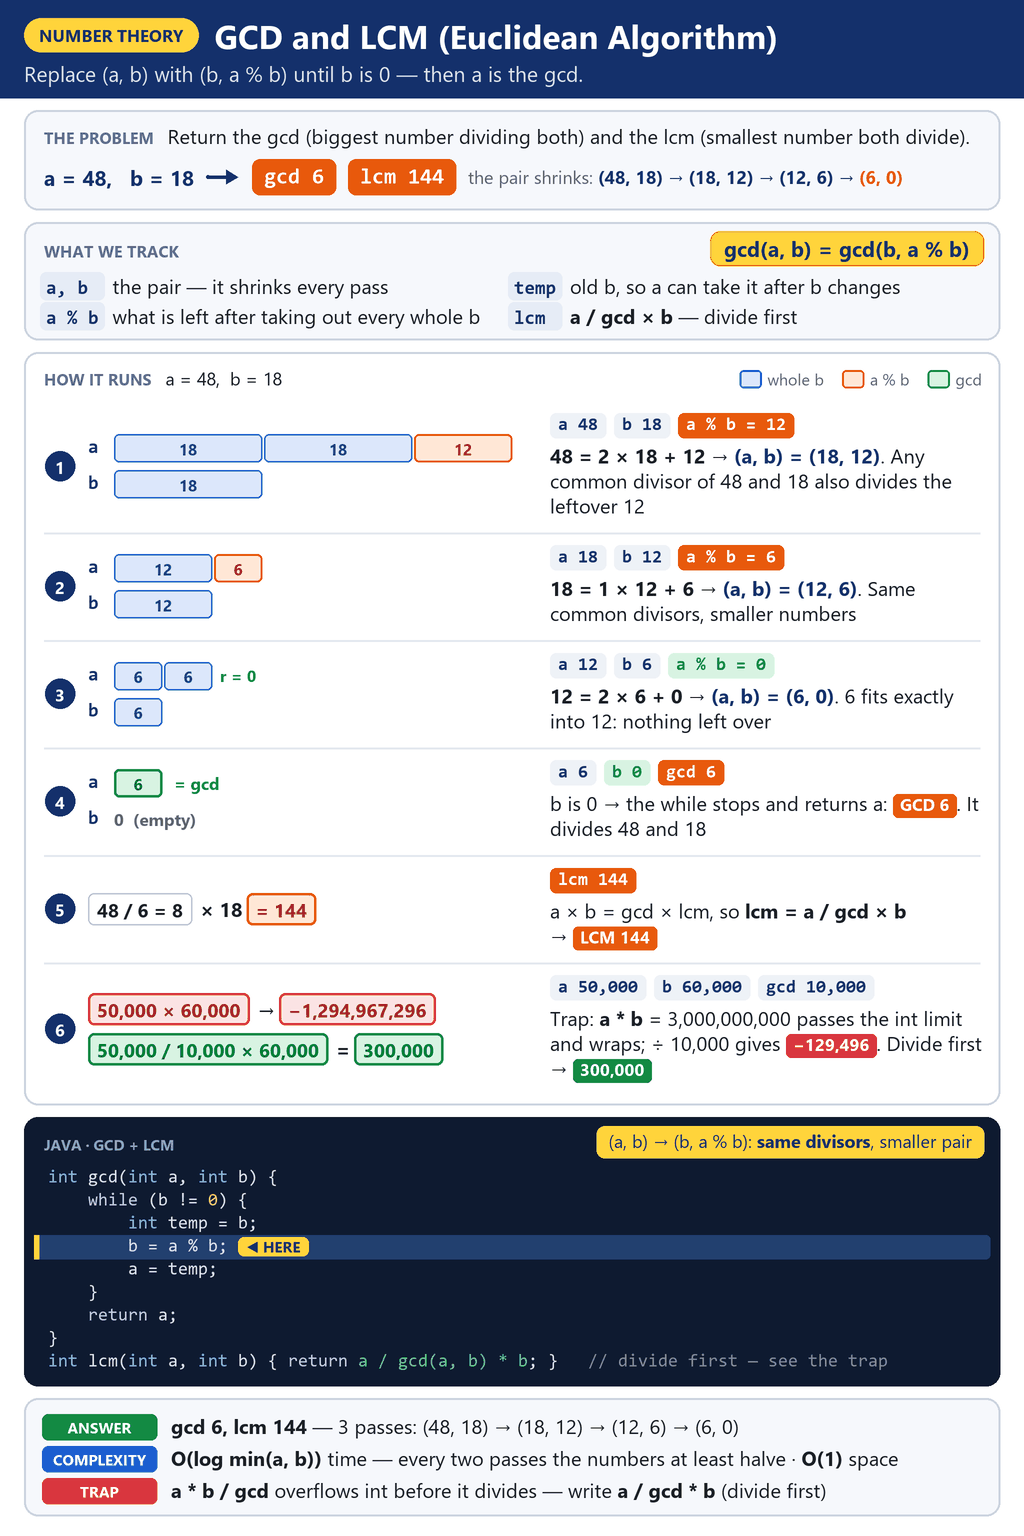 NUMBER THEORY GCD and LCM (Euclidean Algorithm)
Replace (a, b) with (b, a % b) until b is 0 — then a is the gcd.
THE PROBLEM Return the gcd (biggest number dividing both) and the lcm (smallest number both divide).
a = 48, b = 18 → gcd 6 lcm 144 the pair shrinks: (48, 18) → (18, 12) → (12, 6) → (6, 0)
WHAT WE TRACK gcd(a, b) = gcd(b, a % b)
a, b the pair — it shrinks every pass
temp old b, so a can take it after b changes
a % b what is left after taking out every whole b
lcm a / gcd × b — divide first
HOW IT RUNS a = 48, b = 18
whole b a % b gcd
1
a 18 18 12
b 18
a 48 b 18 a % b = 12
48 = 2 × 18 + 12 → (a, b) = (18, 12). Any
common divisor of 48 and 18 also divides the
leftover 12
2
a 12 6
b 12
a 18 b 12 a % b = 6
18 = 1 × 12 + 6 → (a, b) = (12, 6). Same
common divisors, smaller numbers
3
a 6 6 r = 0
b 6
a 12 b 6 a % b = 0
12 = 2 × 6 + 0 → (a, b) = (6, 0). 6 fits exactly
into 12: nothing left over
4
a 6 = gcd
b 0 (empty)
a 6 b 0 gcd 6
b is 0 → the while stops and returns a: GCD 6. It
divides 48 and 18
5
48 / 6 = 8 × 18 = 144
lcm 144
a × b = gcd × lcm, so lcm = a / gcd × b
→ LCM 144
6
50,000 × 60,000 → −1,294,967,296
50,000 / 10,000 × 60,000 = 300,000
a 50,000 b 60,000 gcd 10,000
Trap: a * b = 3,000,000,000 passes the int limit
and wraps; ÷ 10,000 gives −129,496. Divide first
→ 300,000
JAVA · GCD + LCM
(a, b) → (b, a % b): same divisors, smaller pair
int gcd(int a, int b) {
while (b != 0) {
int temp = b;
b = a % b; ◀ HERE
a = temp;
}
return a;
}
int lcm(int a, int b) { return a / gcd(a, b) * b; } // divide first — see the trap
ANSWER gcd 6, lcm 144 — 3 passes: (48, 18) → (18, 12) → (12, 6) → (6, 0)
COMPLEXITY O(log min(a, b)) time — every two passes the numbers at least halve · O(1) space
TRAP a * b / gcd overflows int before it divides — write a / gcd * b (divide first)